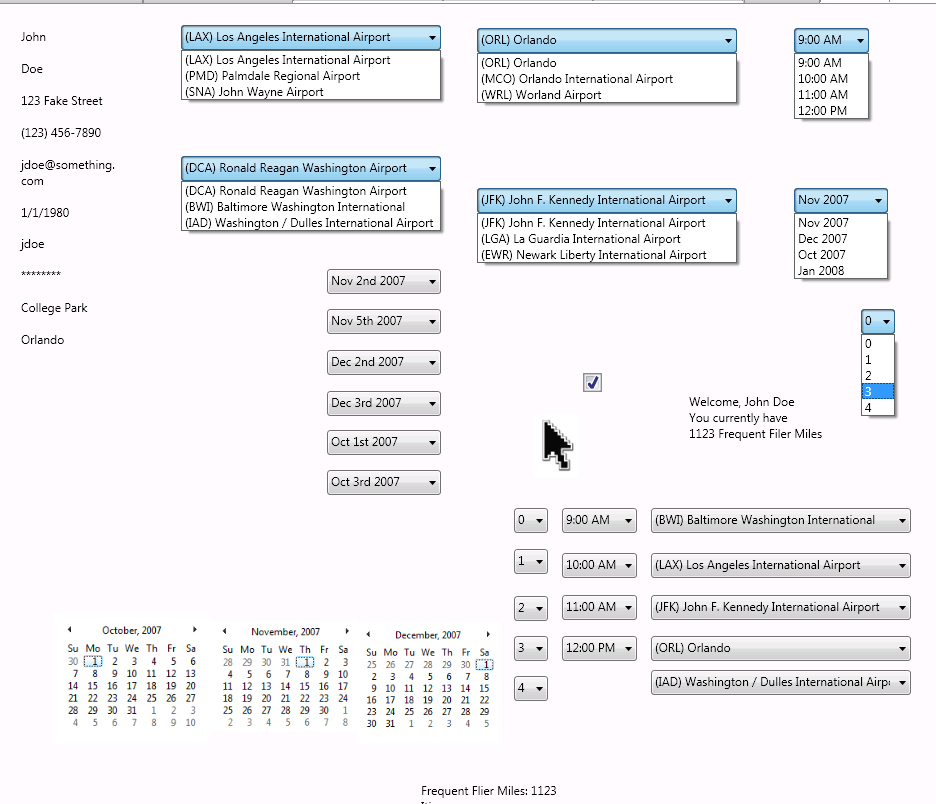 John
Doe
123 Fake Street
(123) 456-7890
jdoe@something.
com
1/1/1980
jdoe
********
College Park
Orlando
(LAX) Los Angeles International Airport
(LAX) Los Angeles International Airport
(PMD) Palmdale Regional Airport
(SNA) John Wayne Airport
(ORL) Orlando
(ORL) Orlando
(MCO) Orlando International Airport
(WRL) Worland Airport
9:00 AM
9:00 AM
10:00 AM
11:00 AM
12:00 PM
(DCA) Ronald Reagan Washington Airport
(DCA) Ronald Reagan Washington Airport
(BWI) Baltimore Washington International
(IAD) Washington / Dulles International Airport
(JFK) John F. Kennedy International Airport
(JFK) John F. Kennedy International Airport
(LGA) La Guardia International Airport
(EWR) Newark Liberty International Airport
Nov 2007
Nov 2007
Dec 2007
Oct 2007
Jan 2008
Nov 2nd 2007
Nov 5th 2007
Dec 2nd 2007
Dec 3rd 2007
Oct 1st 2007
Oct 3rd 2007
0
0
1
2
3
4
Welcome, John Doe
You currently have
1123 Frequent Filer Miles
0 9:00 AM (BWI) Baltimore Washington International
1 10:00 AM (LAX) Los Angeles International Airport
2 11:00 AM (JFK) John F. Kennedy International Airport
3 12:00 PM (ORL) Orlando
4 (IAD) Washington / Dulles International Airp
October, 2007
Su Mo Tu We Th Fr Sa
30 1 2 3 4 5 6
7 8 9 10 11 12 13
14 15 16 17 18 19 20
21 22 23 24 25 26 27
28 29 30 31 1 2 3
4 5 6 7 8 9 10
November, 2007
Su Mo Tu We Th Fr Sa
28 29 30 31 1 2 3
4 5 6 7 8 9 10
11 12 13 14 15 16 17
18 19 20 21 22 23 24
25 26 27 28 29 30 1
2 3 4 5 6 7 8
December, 2007
Su Mo Tu We Th Fr Sa
25 26 27 28 29 30 1
2 3 4 5 6 7 8
9 10 11 12 13 14 15
16 17 18 19 20 21 22
23 24 25 26 27 28 29
30 31 1 2 3 4 5
Frequent Flier Miles: 1123